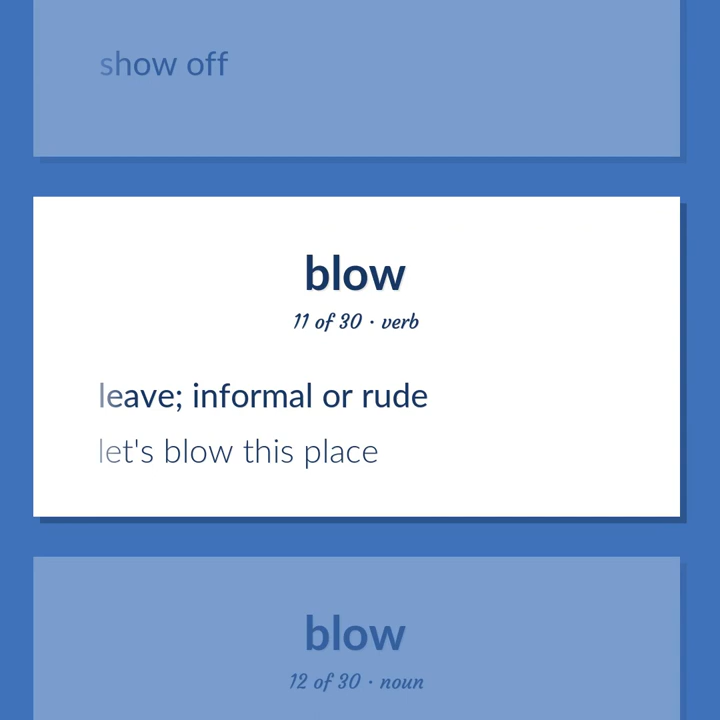 show off
blow
11 of 30 · verb
leave; informal or rude
let's blow this place
blow
12 of 30 · noun